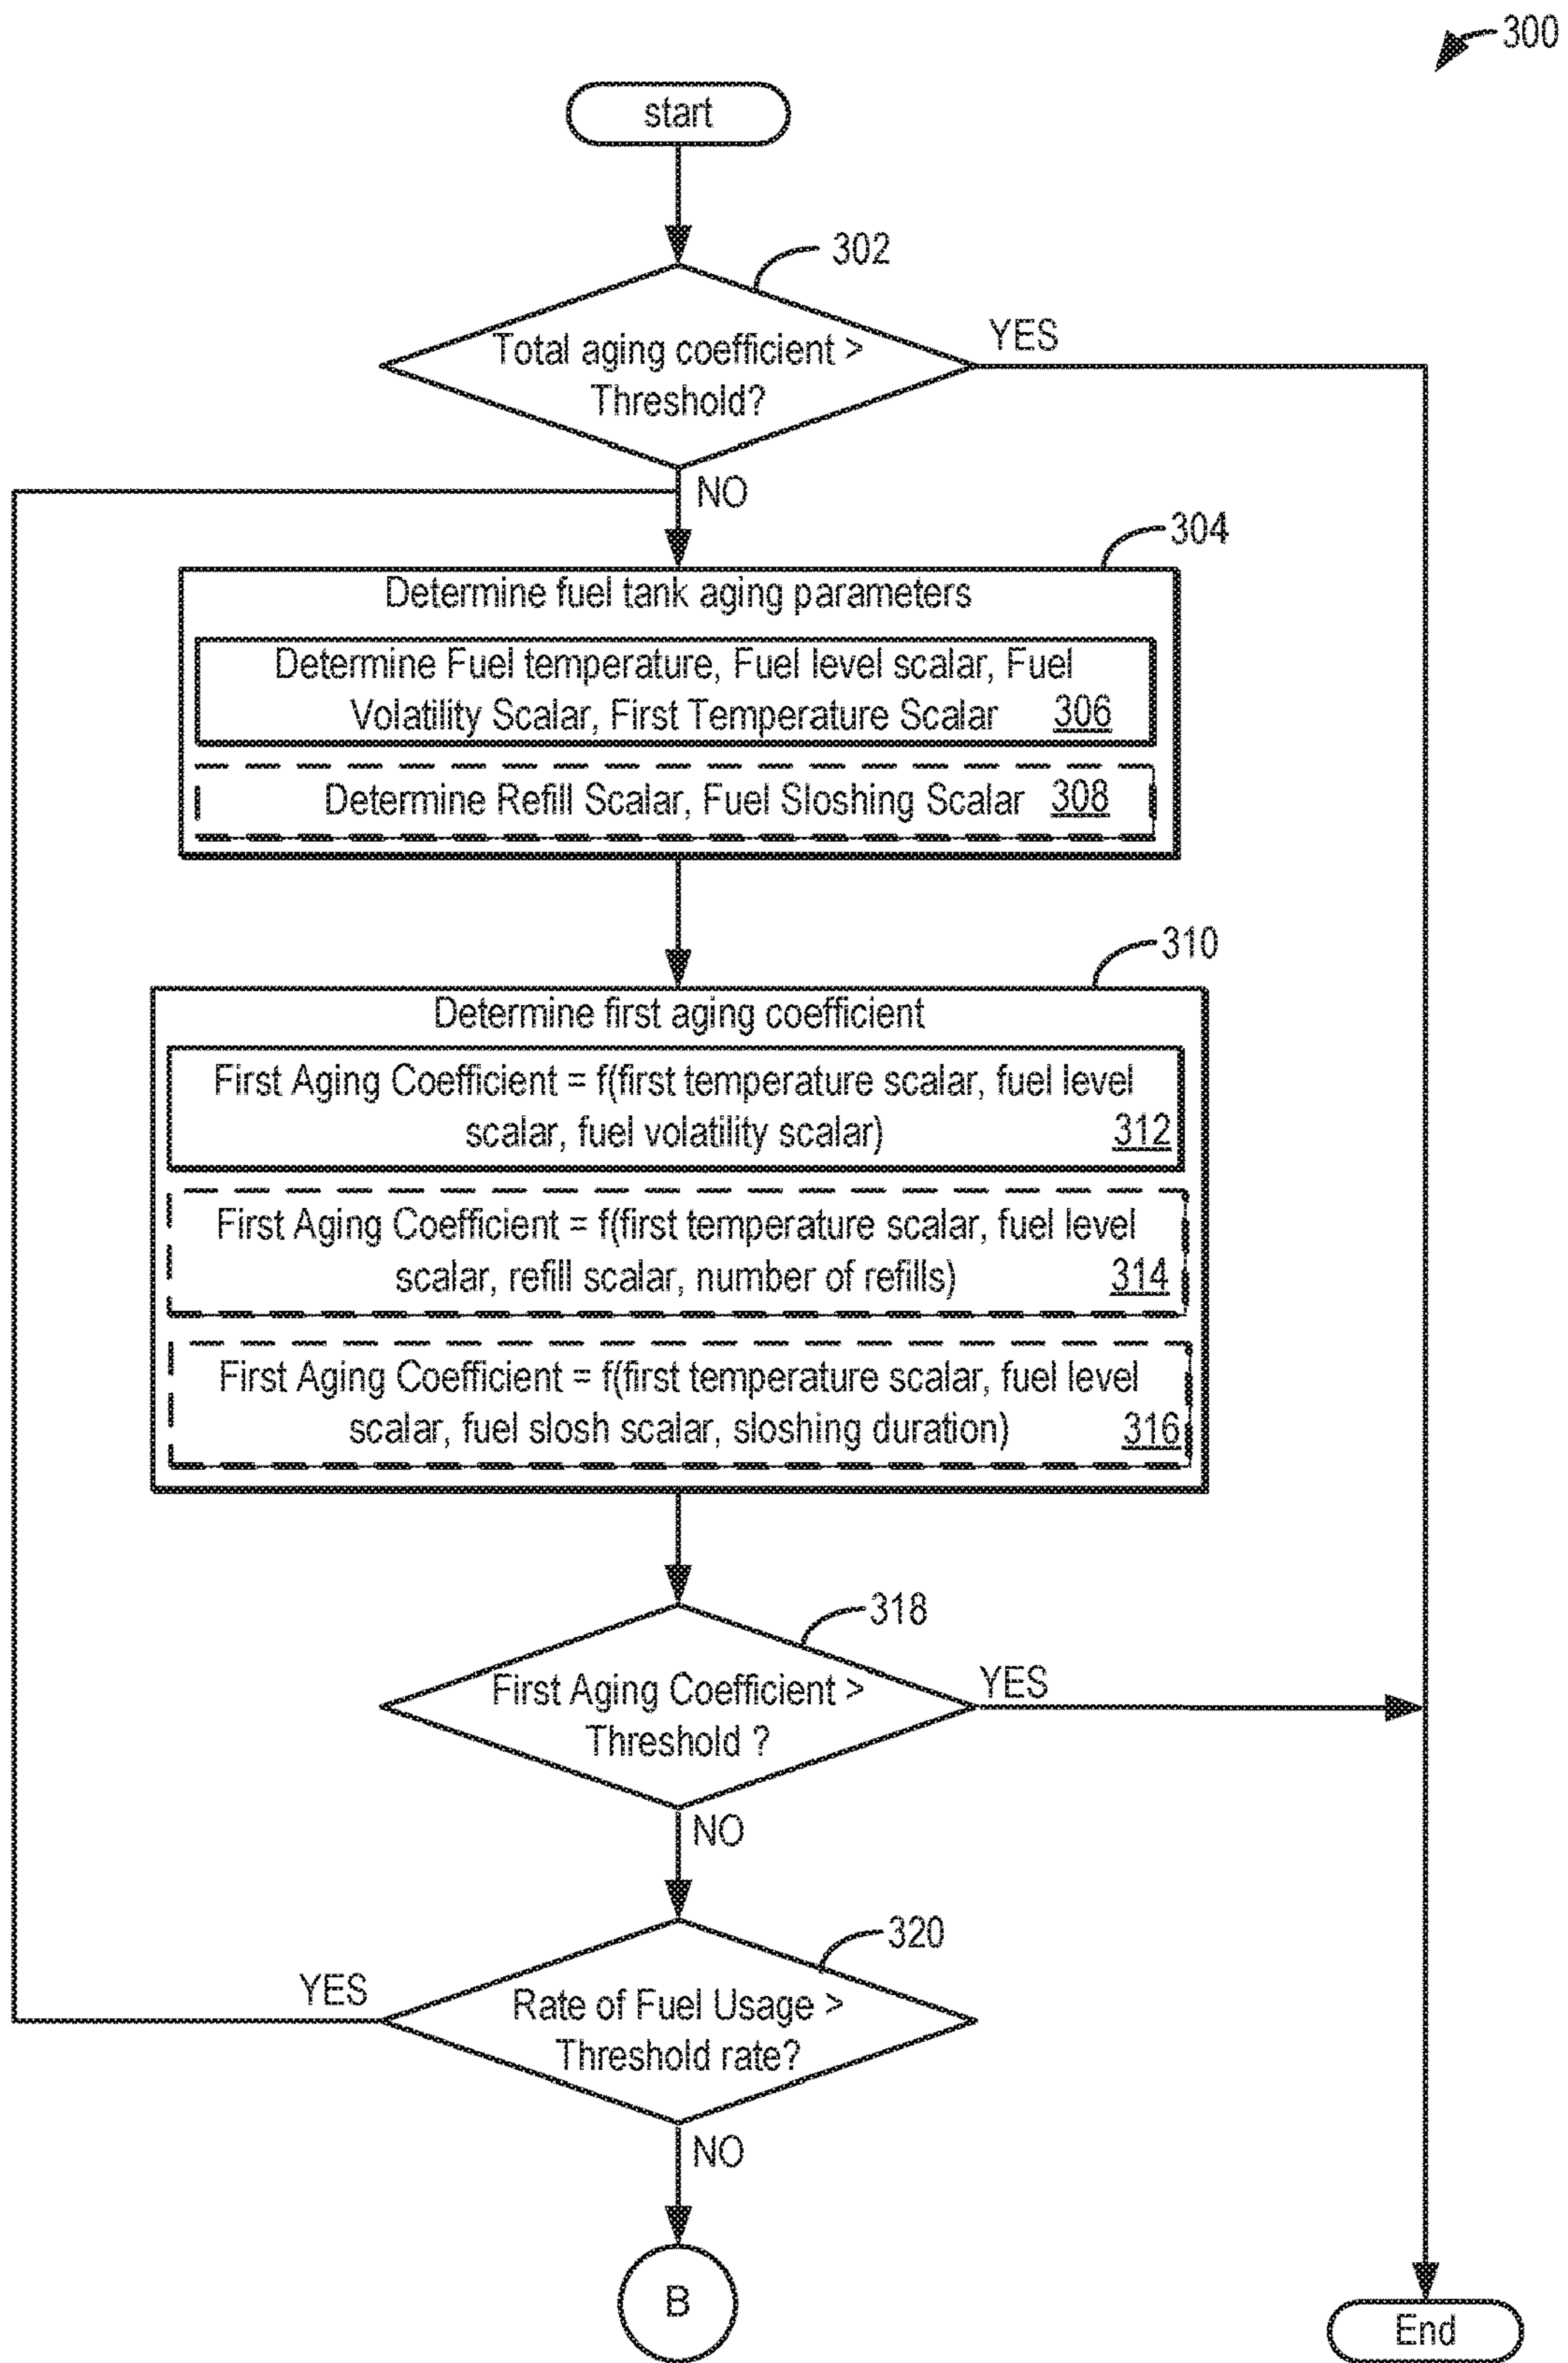 300
start
302
Total aging coefficient >
Threshold?
YES
NO
304
Determine fuel tank aging parameters
Determine Fuel temperature, Fuel level scalar, Fuel
Volatility Scalar, First Temperature Scalar 306
Determine Refill Scalar, Fuel Sloshing Scalar 308
310
Determine first aging coefficient
First Aging Coefficient = f(first temperature scalar, fuel level
scalar, fuel volatility scalar) 312
First Aging Coefficient = f(first temperature scalar, fuel level
scalar, refill scalar, number of refills) 314
First Aging Coefficient = f(first temperature scalar, fuel level
scalar, fuel slosh scalar, sloshing duration) 316
318
First Aging Coefficient >
Threshold ?
YES
NO
320
YES
Rate of Fuel Usage >
Threshold rate?
NO
B
End